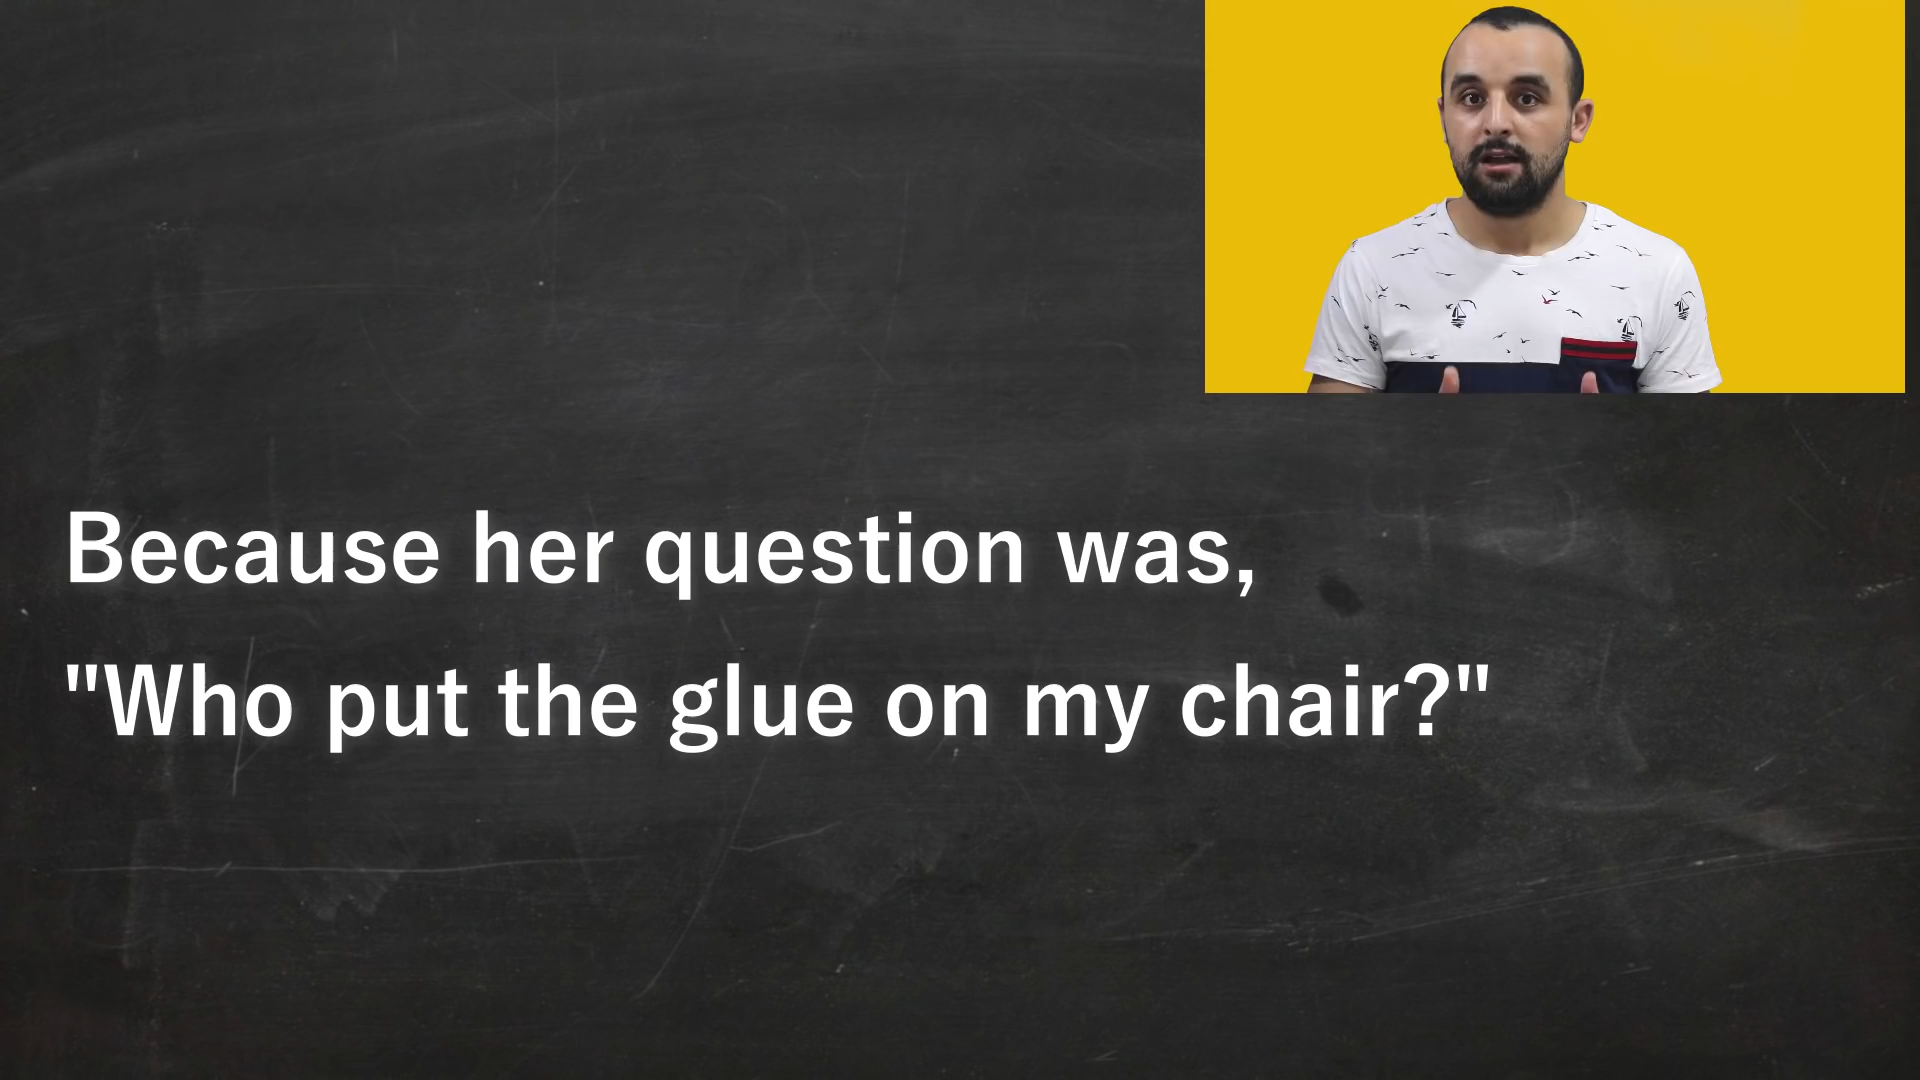 Because her question was,
"Who put the glue on my chair?"